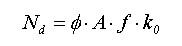 N_d = ϕ · A · f · k_0